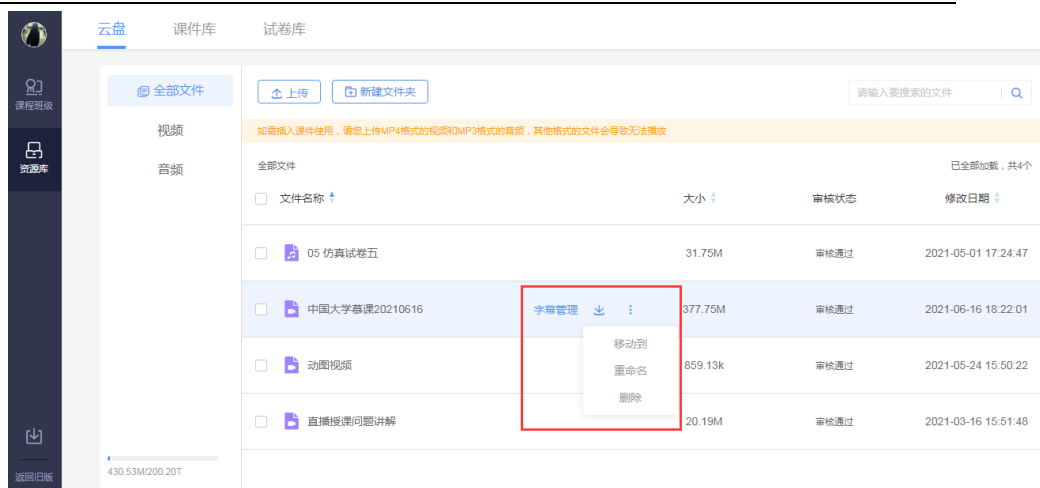 云盘 课件库 试卷库
课程班级
资源库
返回旧版
全部文件
视频
音频
430.53M/200.20T
上传 新建文件夹 请输入要搜索的文件
如需插入课件使用，请您上传MP4格式的视频和MP3格式的音频，其他格式的文件会导致无法播放
全部文件 已全部加载，共4个
文件名称 大小 审核状态 修改日期
05 仿真试卷五 31.75M 审核通过 2021-05-01 17:24:47
中国大学慕课20210616 字幕管理 377.75M 审核通过 2021-06-16 18:22:01
移动到
重命名
删除
动图视频 859.13k 审核通过 2021-05-24 15:50:22
直播授课问题讲解 20.19M 审核通过 2021-03-16 15:51:48